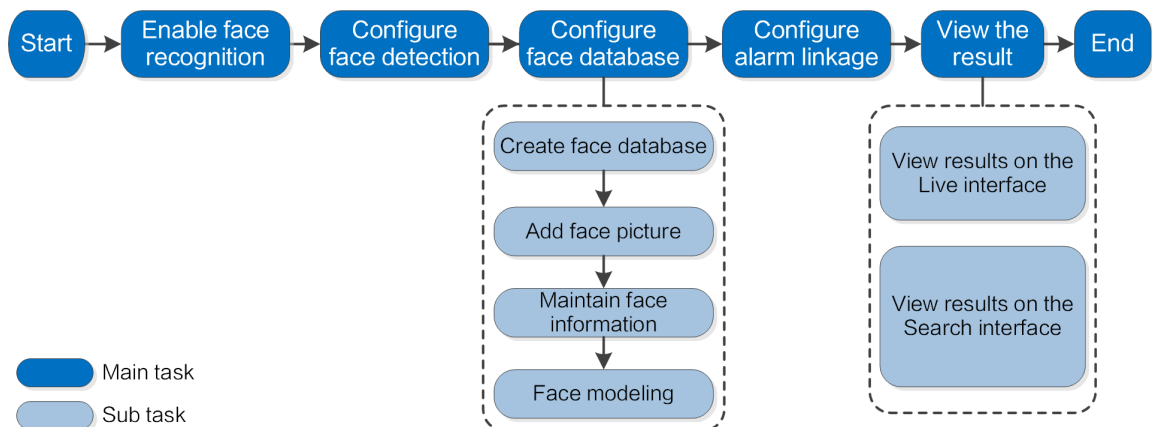 Start
Enable face
recognition
Configure
face detection
Configure
face database
Configure
alarm linkage
View the
result
End
Create face database
Add face picture
Maintain face
information
Face modeling
View results on the
Live interface
View results on the
Search interface
Main task
Sub task